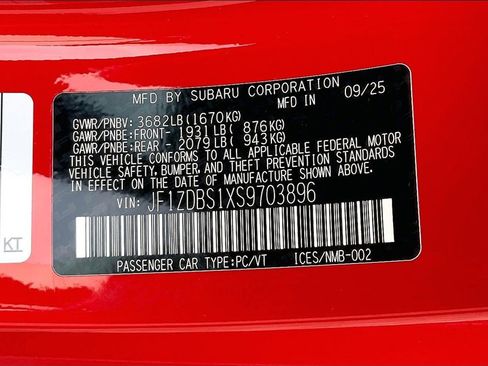 MFD BY SUBARU CORPORATION 09/25
GVWR/PNBV: 3682LB(1670KG)
GAWR/PNBE:FRONT- 1931LB( 876KG)
GAWR/PNBE:REAR - 2079LB( 943KG)
THIS VEHICLE CONFORMS TO ALL APPLICABLE FEDERAL MOTOR
VEHICLE SAFETY, BUMPER, AND THEFT PREVENTION STANDARDS
IN EFFECT ON THE DATE OF MANUFACTURE SHOWN ABOVE.
VIN: JF1ZDBS1XS9703896
PASSENGER CAR TYPE:PC/VT ICES/NMB-002
KT